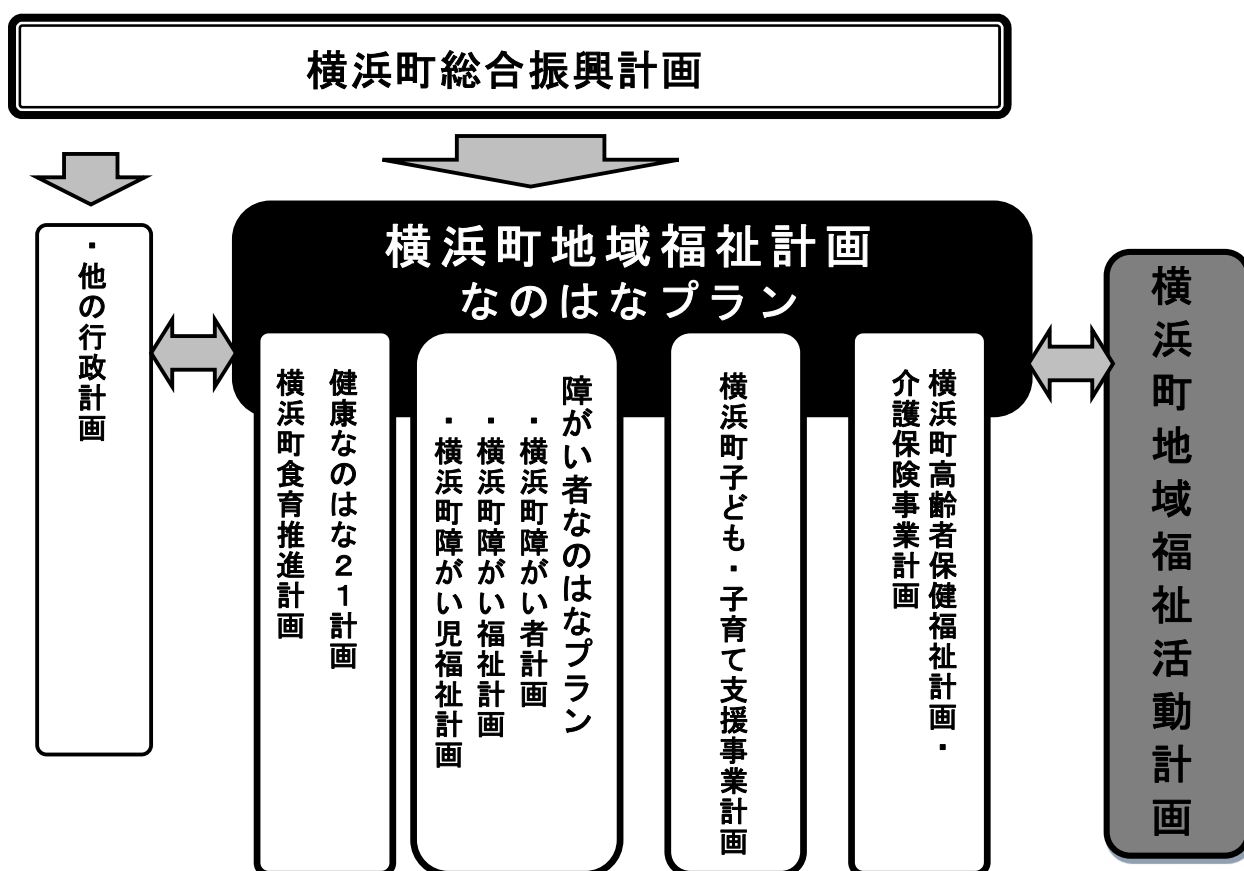 横浜町総合振興計画
横浜町地域福祉計画
なのはなプラン
横浜町地域福祉活動計画
横浜町高齢者保健福祉計画・
介護保険事業計画
横浜町子ども・子育て支援事業計画
障がい者なのはなプラン
・横浜町障がい者計画
・横浜町障がい福祉計画
・横浜町障がい児福祉計画
健康なのはな２１計画
横浜町食育推進計画
・他の行政計画